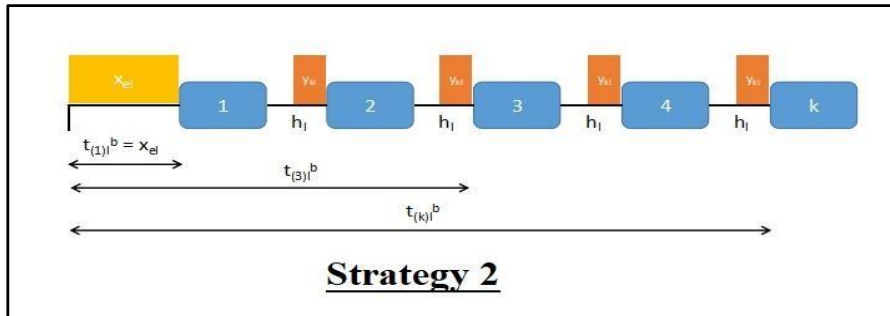 x_el y_kl y_kl y_kl y_kl
1 2 3 4 k
h_l h_l h_l h_l
t_(1)l^b = x_el
t_(3)l^b
t_(k)l^b
Strategy 2